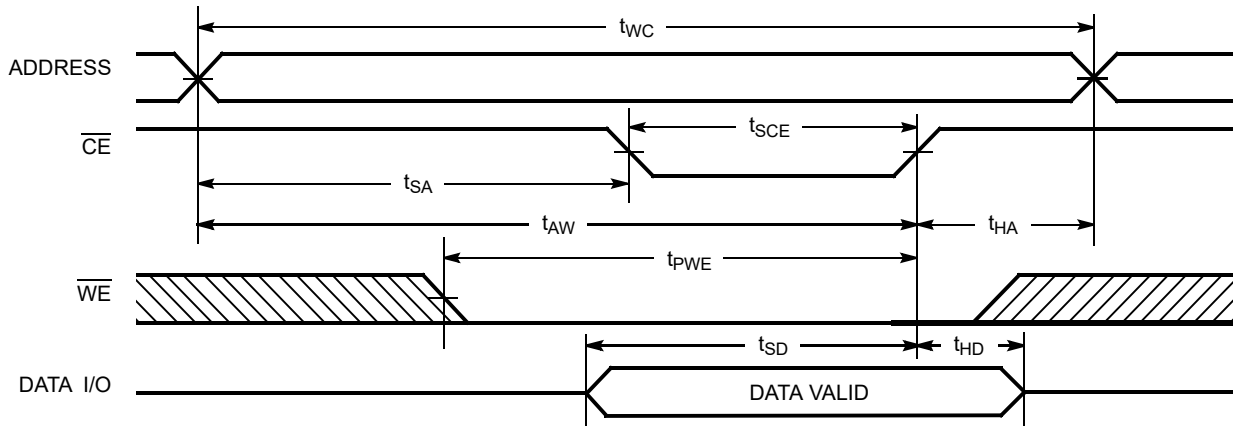 tWC
ADDRESS
CE
tSCE
tSA
tAW
tHA
WE
tPWE
tSD
tHD
DATA I/O
DATA VALID